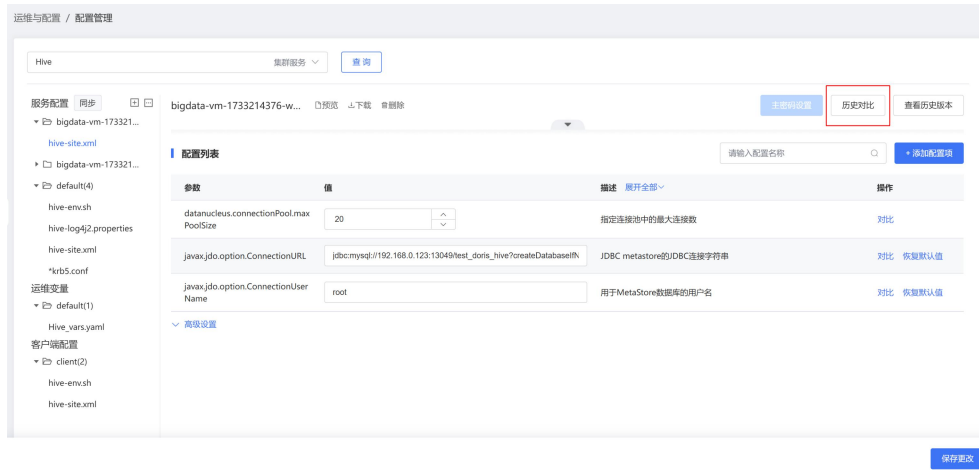 运维与配置 / 配置管理
Hive 集群服务 查 询
服务配置 同步
bigdata-vm-173321...
hive-site.xml
bigdata-vm-173321...
default(4)
hive-env.sh
hive-log4j2.properties
hive-site.xml
*krb5.conf
运维变量
default(1)
Hive_vars.yaml
客户端配置
client(2)
hive-env.sh
hive-site.xml
bigdata-vm-1733214376-w... 预览 下载 删除 主密码设置 历史对比 查看历史版本
配置列表 请输入配置名称 + 添加配置项
参数 值 描述 展开全部 操作
datanucleus.connectionPool.max
PoolSize
20 指定连接池中的最大连接数 对比
javax.jdo.option.ConnectionURL jdbc:mysql://192.168.0.123:13049/test_doris_hive?createDatabaseIfN JDBC metastore的JDBC连接字符串 对比 恢复默认值
javax.jdo.option.ConnectionUser
Name
root 用于MetaStore数据库的用户名 对比 恢复默认值
高级设置
保存更改